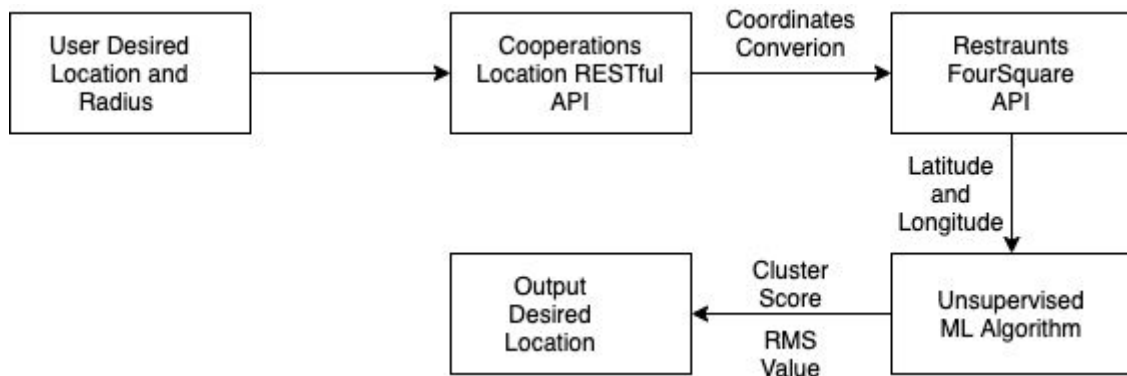 User Desired
Location and
Radius
Cooperations
Location RESTful
API
Coordinates
Converion
Restraunts
FourSquare
API
Latitude
and
Longitude
Unsupervised
ML Algorithm
Cluster
Score
RMS
Value
Output
Desired
Location